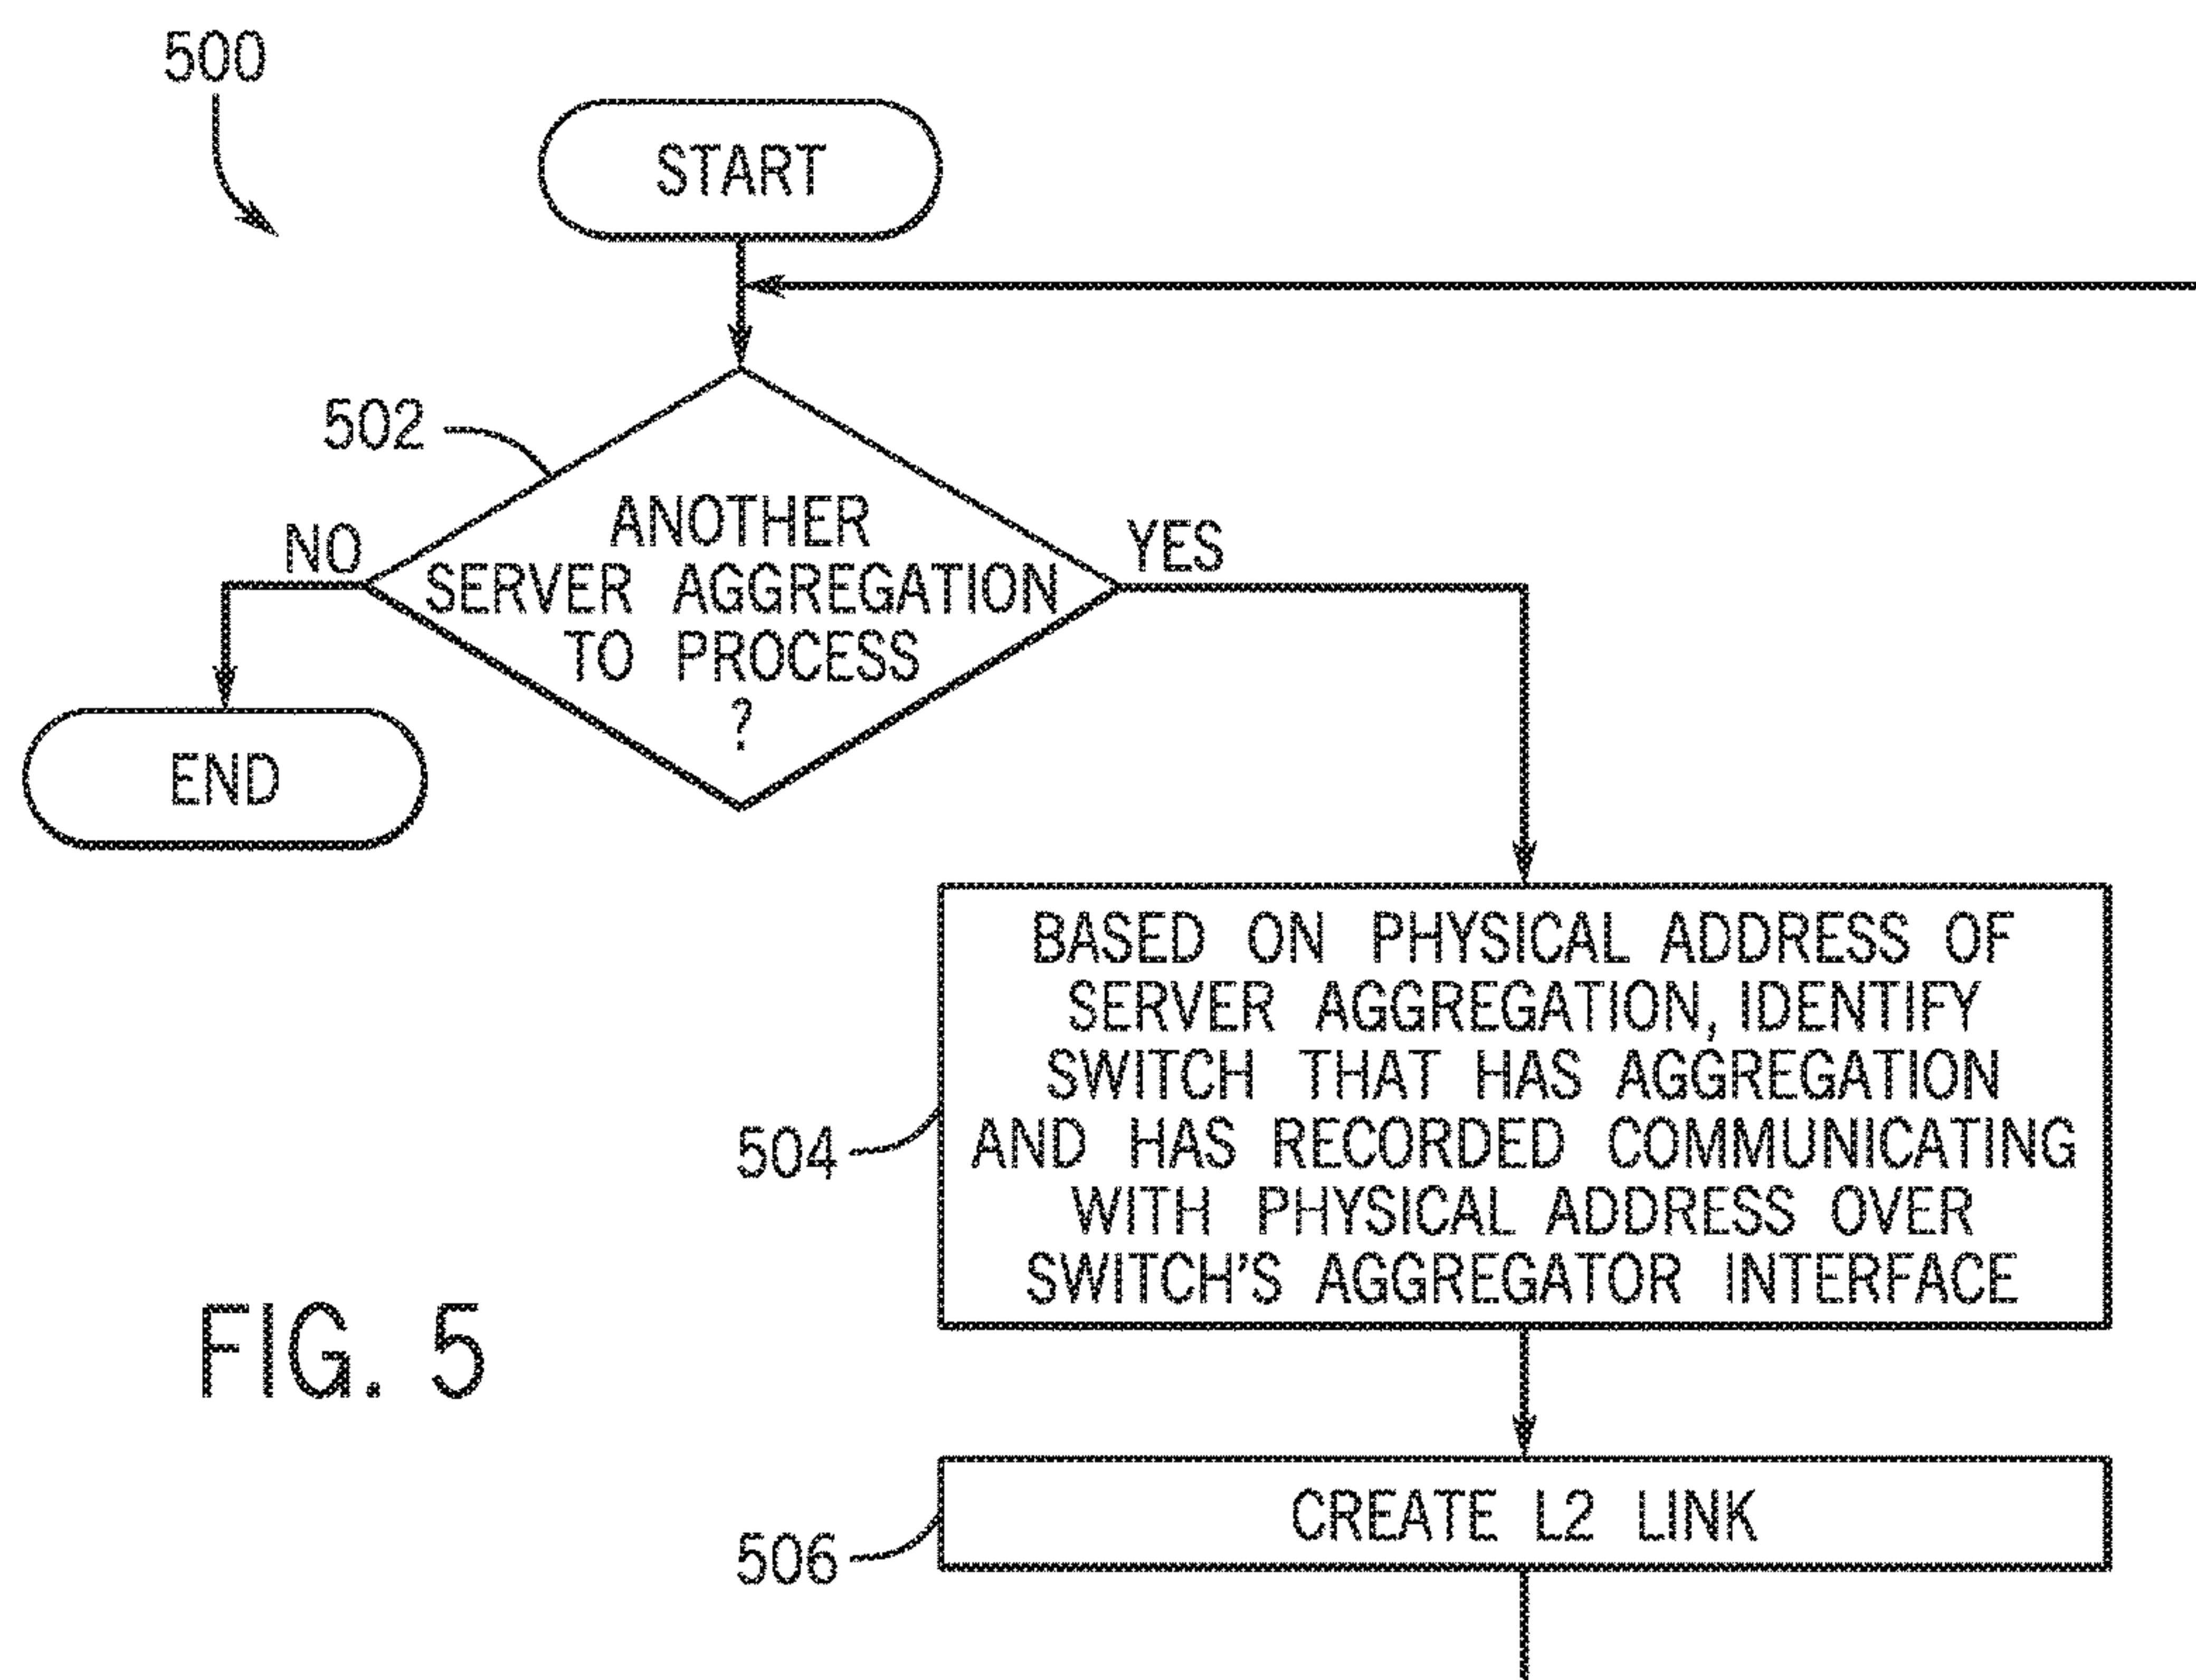 500
START
502
NO
YES
ANOTHER
SERVER AGGREGATION
TO PROCESS
?
END
BASED ON PHYSICAL ADDRESS OF
SERVER AGGREGATION, IDENTIFY
SWITCH THAT HAS AGGREGATION
AND HAS RECORDED COMMUNICATING
WITH PHYSICAL ADDRESS OVER
SWITCH'S AGGREGATOR INTERFACE
504
FIG. 5
CREATE L2 LINK
506